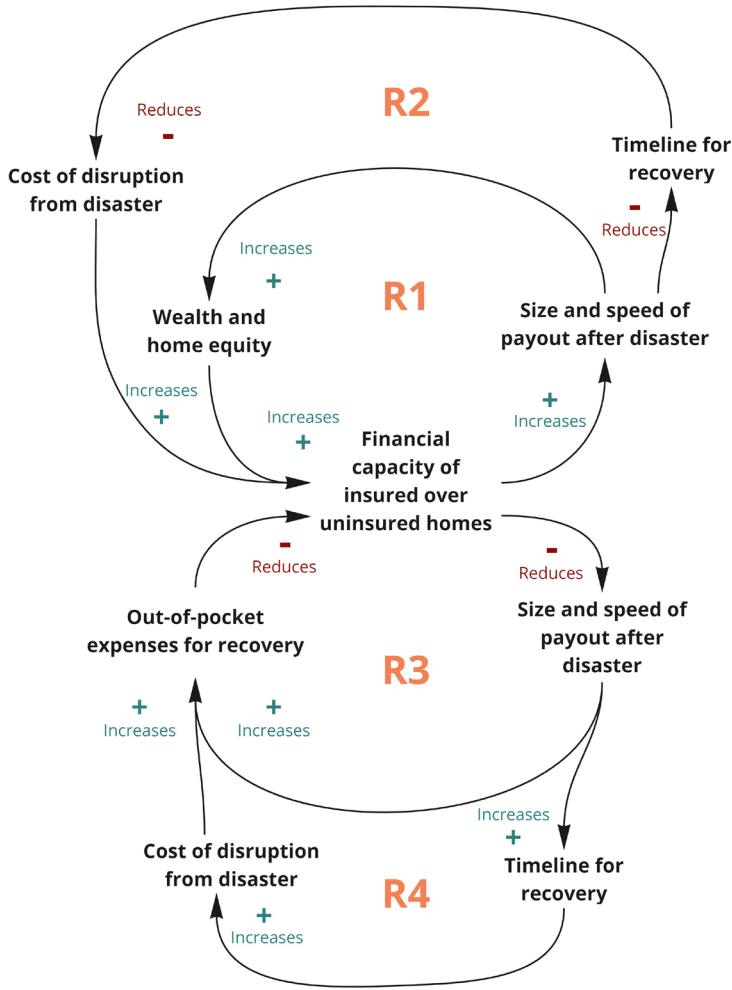 R2
Reduces
-
Timeline for
recovery
Cost of disruption
from disaster
-
Reduces
Increases
+
R1
Wealth and
home equity
Size and speed of
payout after disaster
Increases
+
Increases
+
+
Increases
Financial
capacity of
insured over
uninsured homes
-
Reduces
-
Reduces
Out-of-pocket
expenses for recovery
Size and speed of
payout after
disaster
R3
+
Increases
+
Increases
Increases
+
Cost of disruption
from disaster
Timeline for
recovery
R4
+
Increases